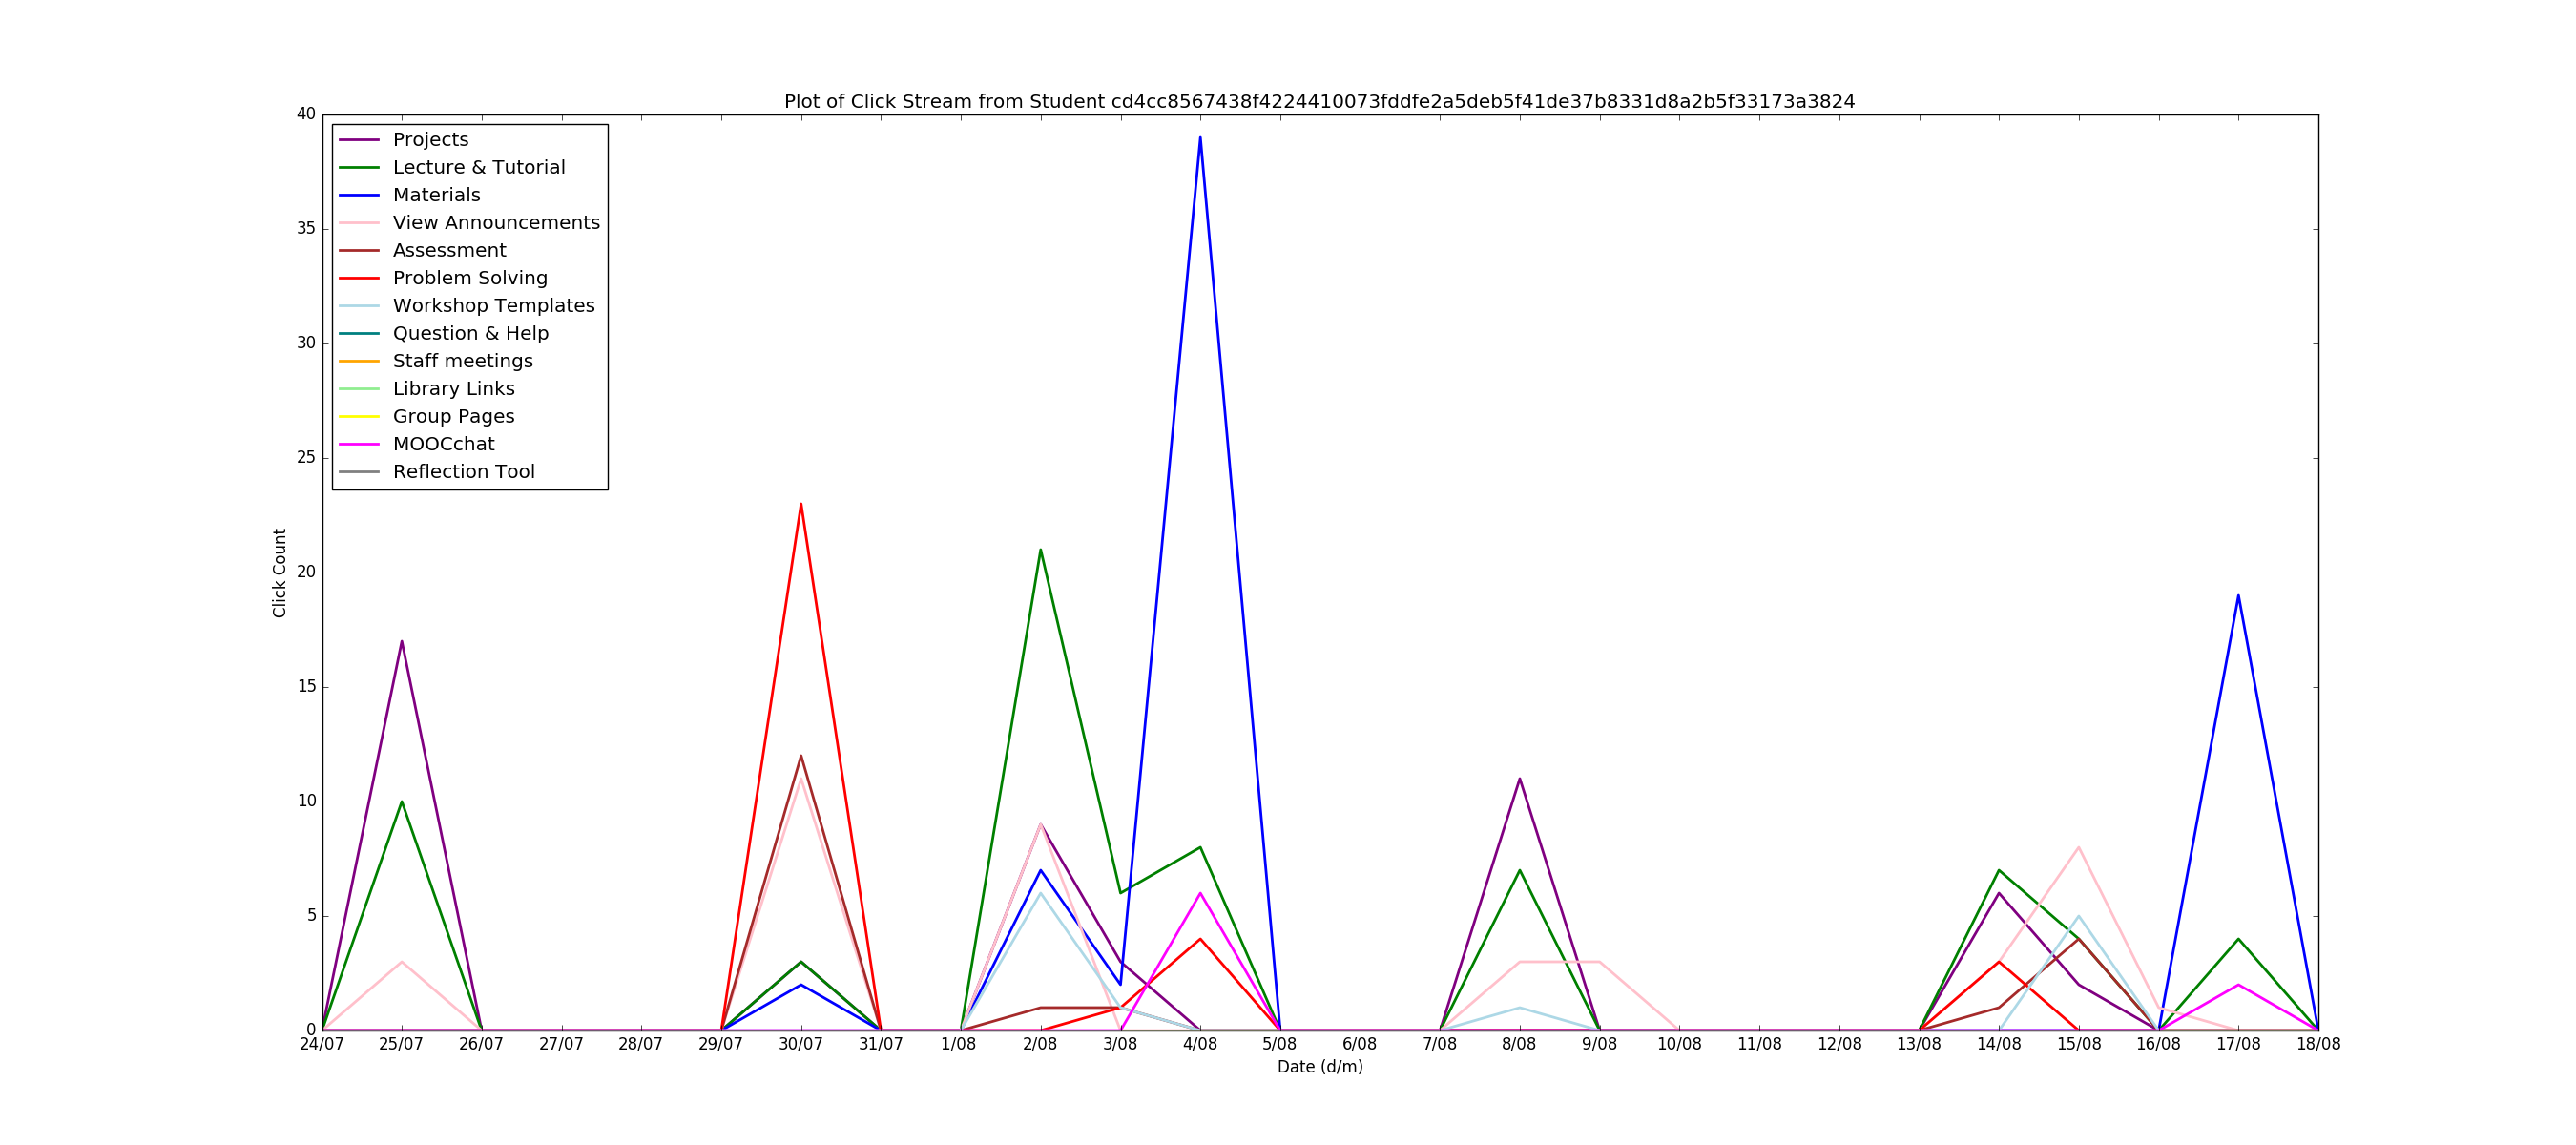 Plot of Click Stream from Student cd4cc8567438f4224410073fddfe2a5deb5f41de37b8331d8a2b5f33173a3824
40
35
30
25
20
15
10
5
0
Click Count
Projects
Lecture & Tutorial
Materials
View Announcements
Assessment
Problem Solving
Workshop Templates
Question & Help
Staff meetings
Library Links
Group Pages
MOOCchat
Reflection Tool
24/07 25/07 26/07 27/07 28/07 29/07 30/07 31/07 1/08 2/08 3/08 4/08 5/08 6/08 7/08 8/08 9/08 10/08 11/08 12/08 13/08 14/08 15/08 16/08 17/08 18/08
Date (d/m)